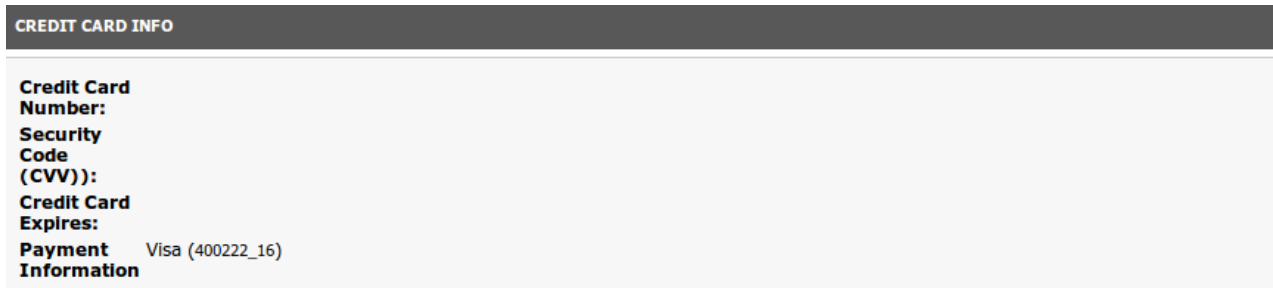 CREDIT CARD INFO
Credit Card
Number:
Security
Code
(CVV)):
Credit Card
Expires:
Payment Visa (400222_16)
Information